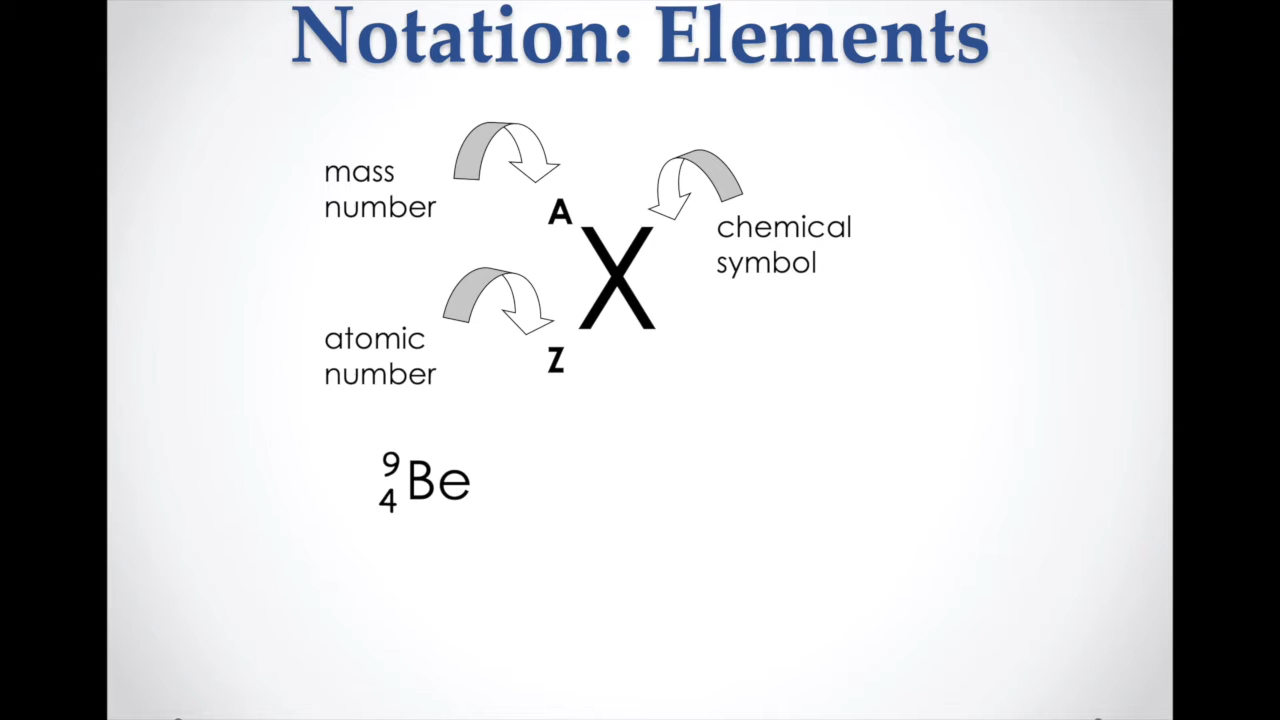 Notation: Elements
mass
number
A
X
chemical
symbol
atomic
number
Z
9
4
Be